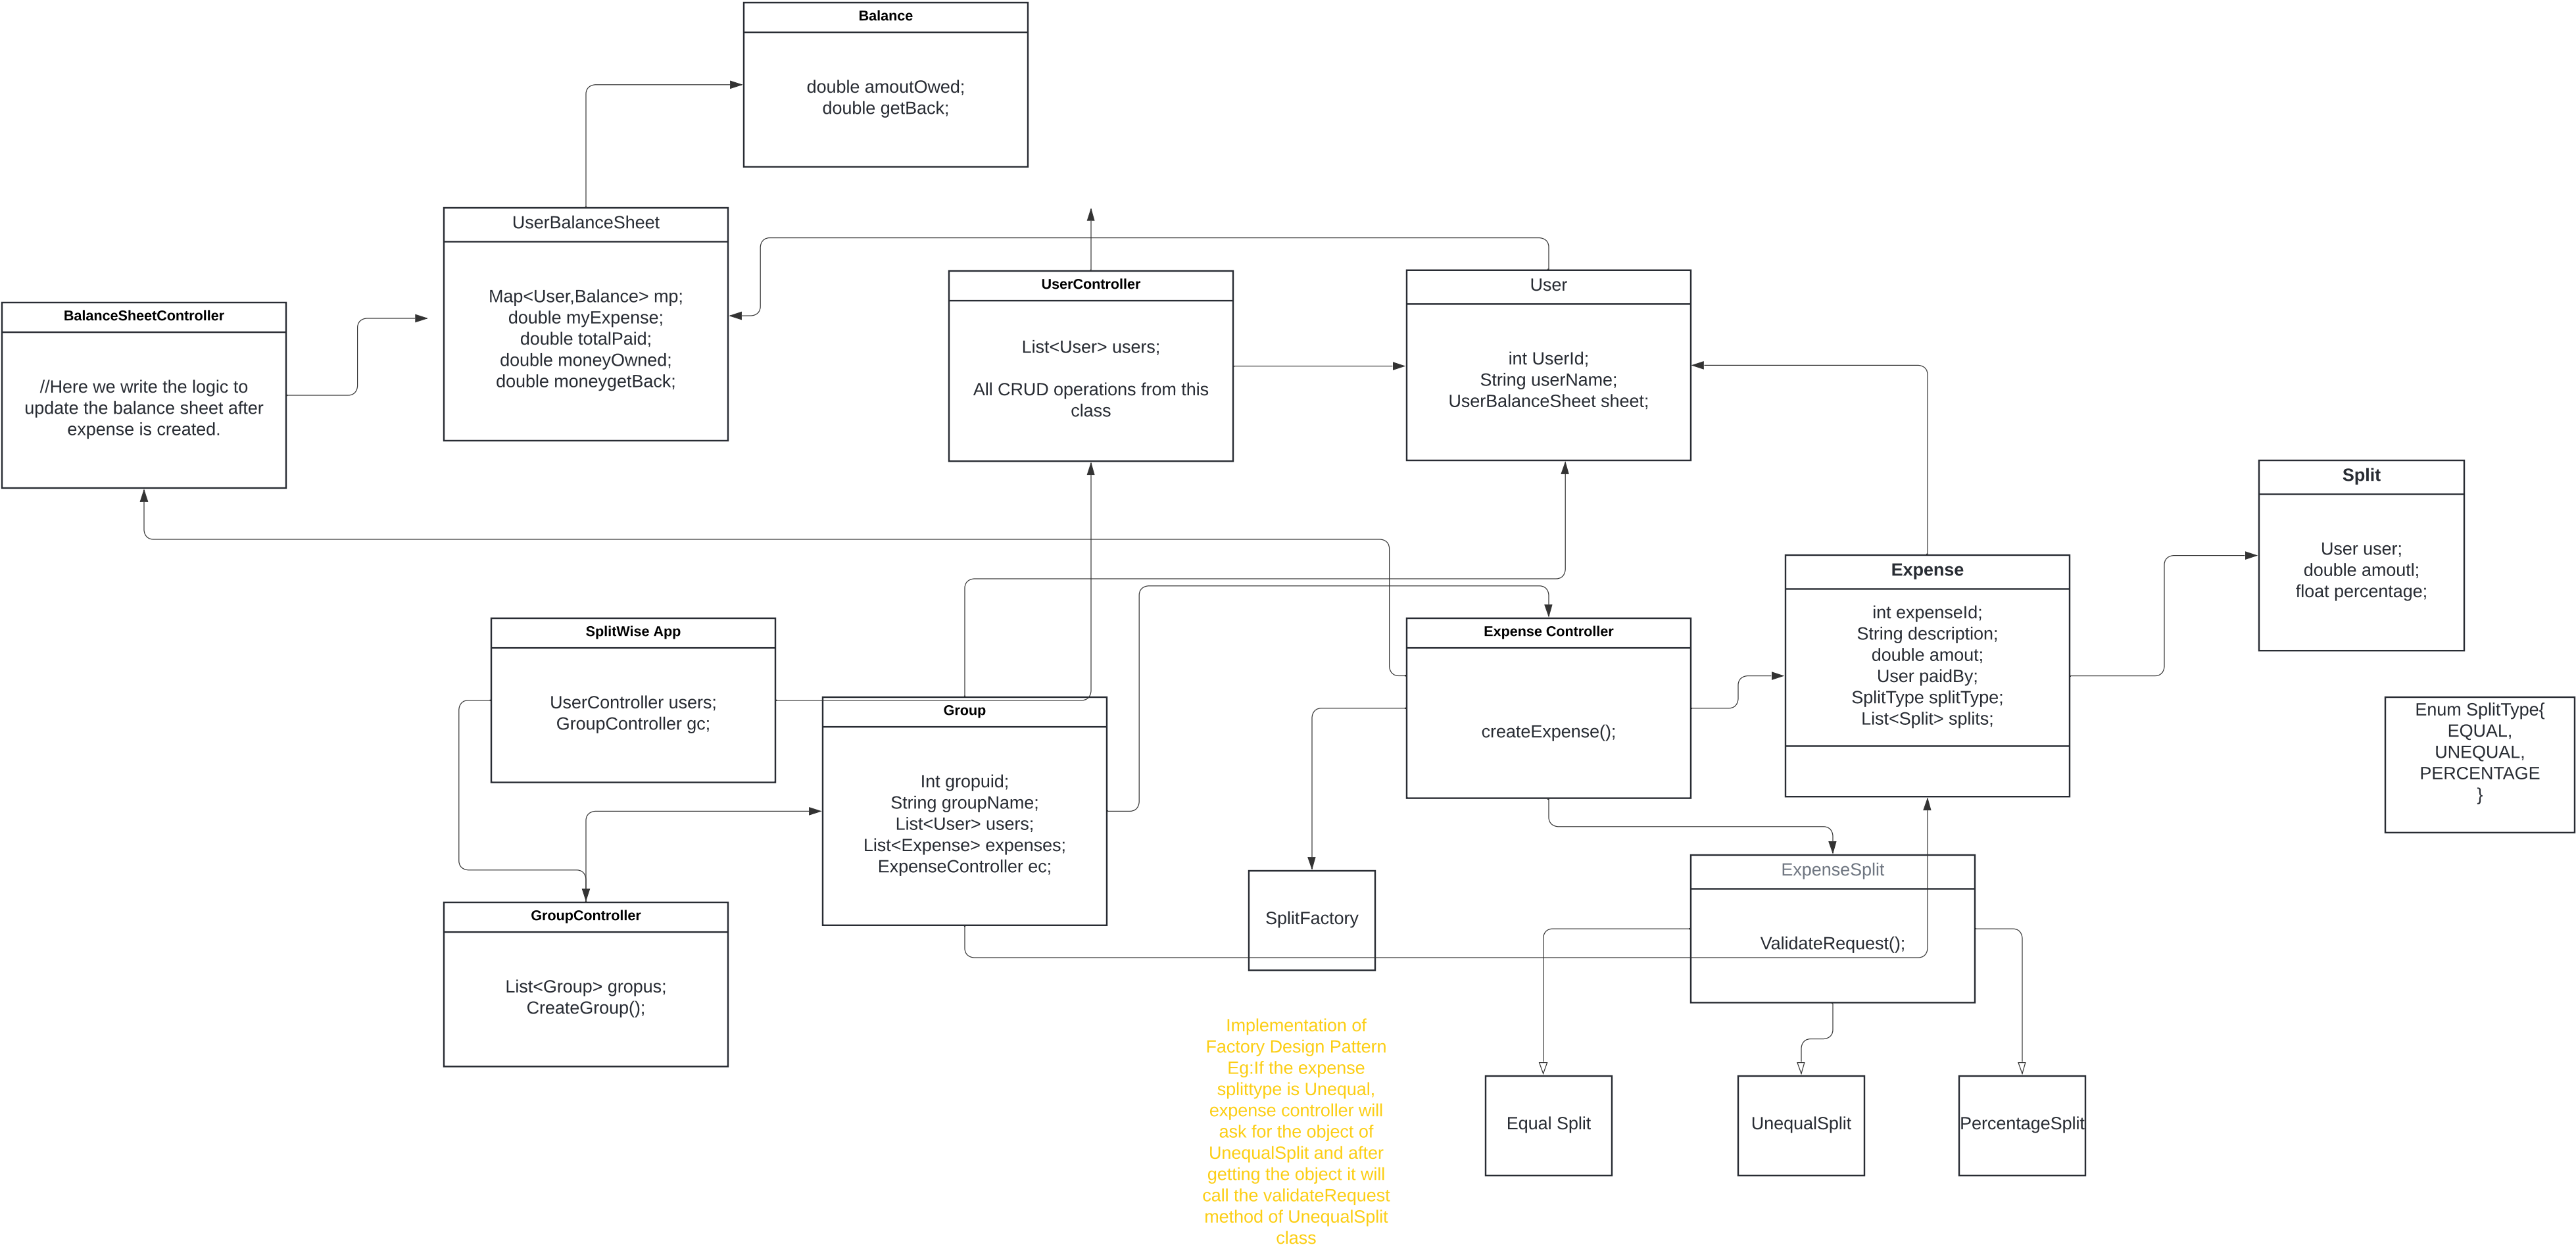 Balance
double amoutOwed;
double getBack;
UserBalanceSheet
Map<User,Balance> mp;
double myExpense;
double totalPaid;
double moneyOwned;
double moneygetBack;
UserController
List<User> users;
All CRUD operations from this
class
User
int UserId;
String userName;
UserBalanceSheet sheet;
BalanceSheetController
//Here we write the logic to
update the balance sheet after
expense is created.
Split
User user;
double amoutl;
float percentage;
Expense
int expenseId;
String description;
double amout;
User paidBy;
SplitType splitType;
List<Split> splits;
SplitWise App
UserController users;
GroupController gc;
Expense Controller
createExpense();
Group
Int gropuid;
String groupName;
List<User> users;
List<Expense> expenses;
ExpenseController ec;
Enum SplitType{
EQUAL,
UNEQUAL,
PERCENTAGE
}
ExpenseSplit
ValidateRequest();
SplitFactory
GroupController
List<Group> gropus;
CreateGroup();
Implementation of
Factory Design Pattern
Eg:If the expense
splittype is Unequal,
expense controller will
ask for the object of
UnequalSplit and after
getting the object it will
call the validateRequest
method of UnequalSplit
class
Equal Split
UnequalSplit
PercentageSplit